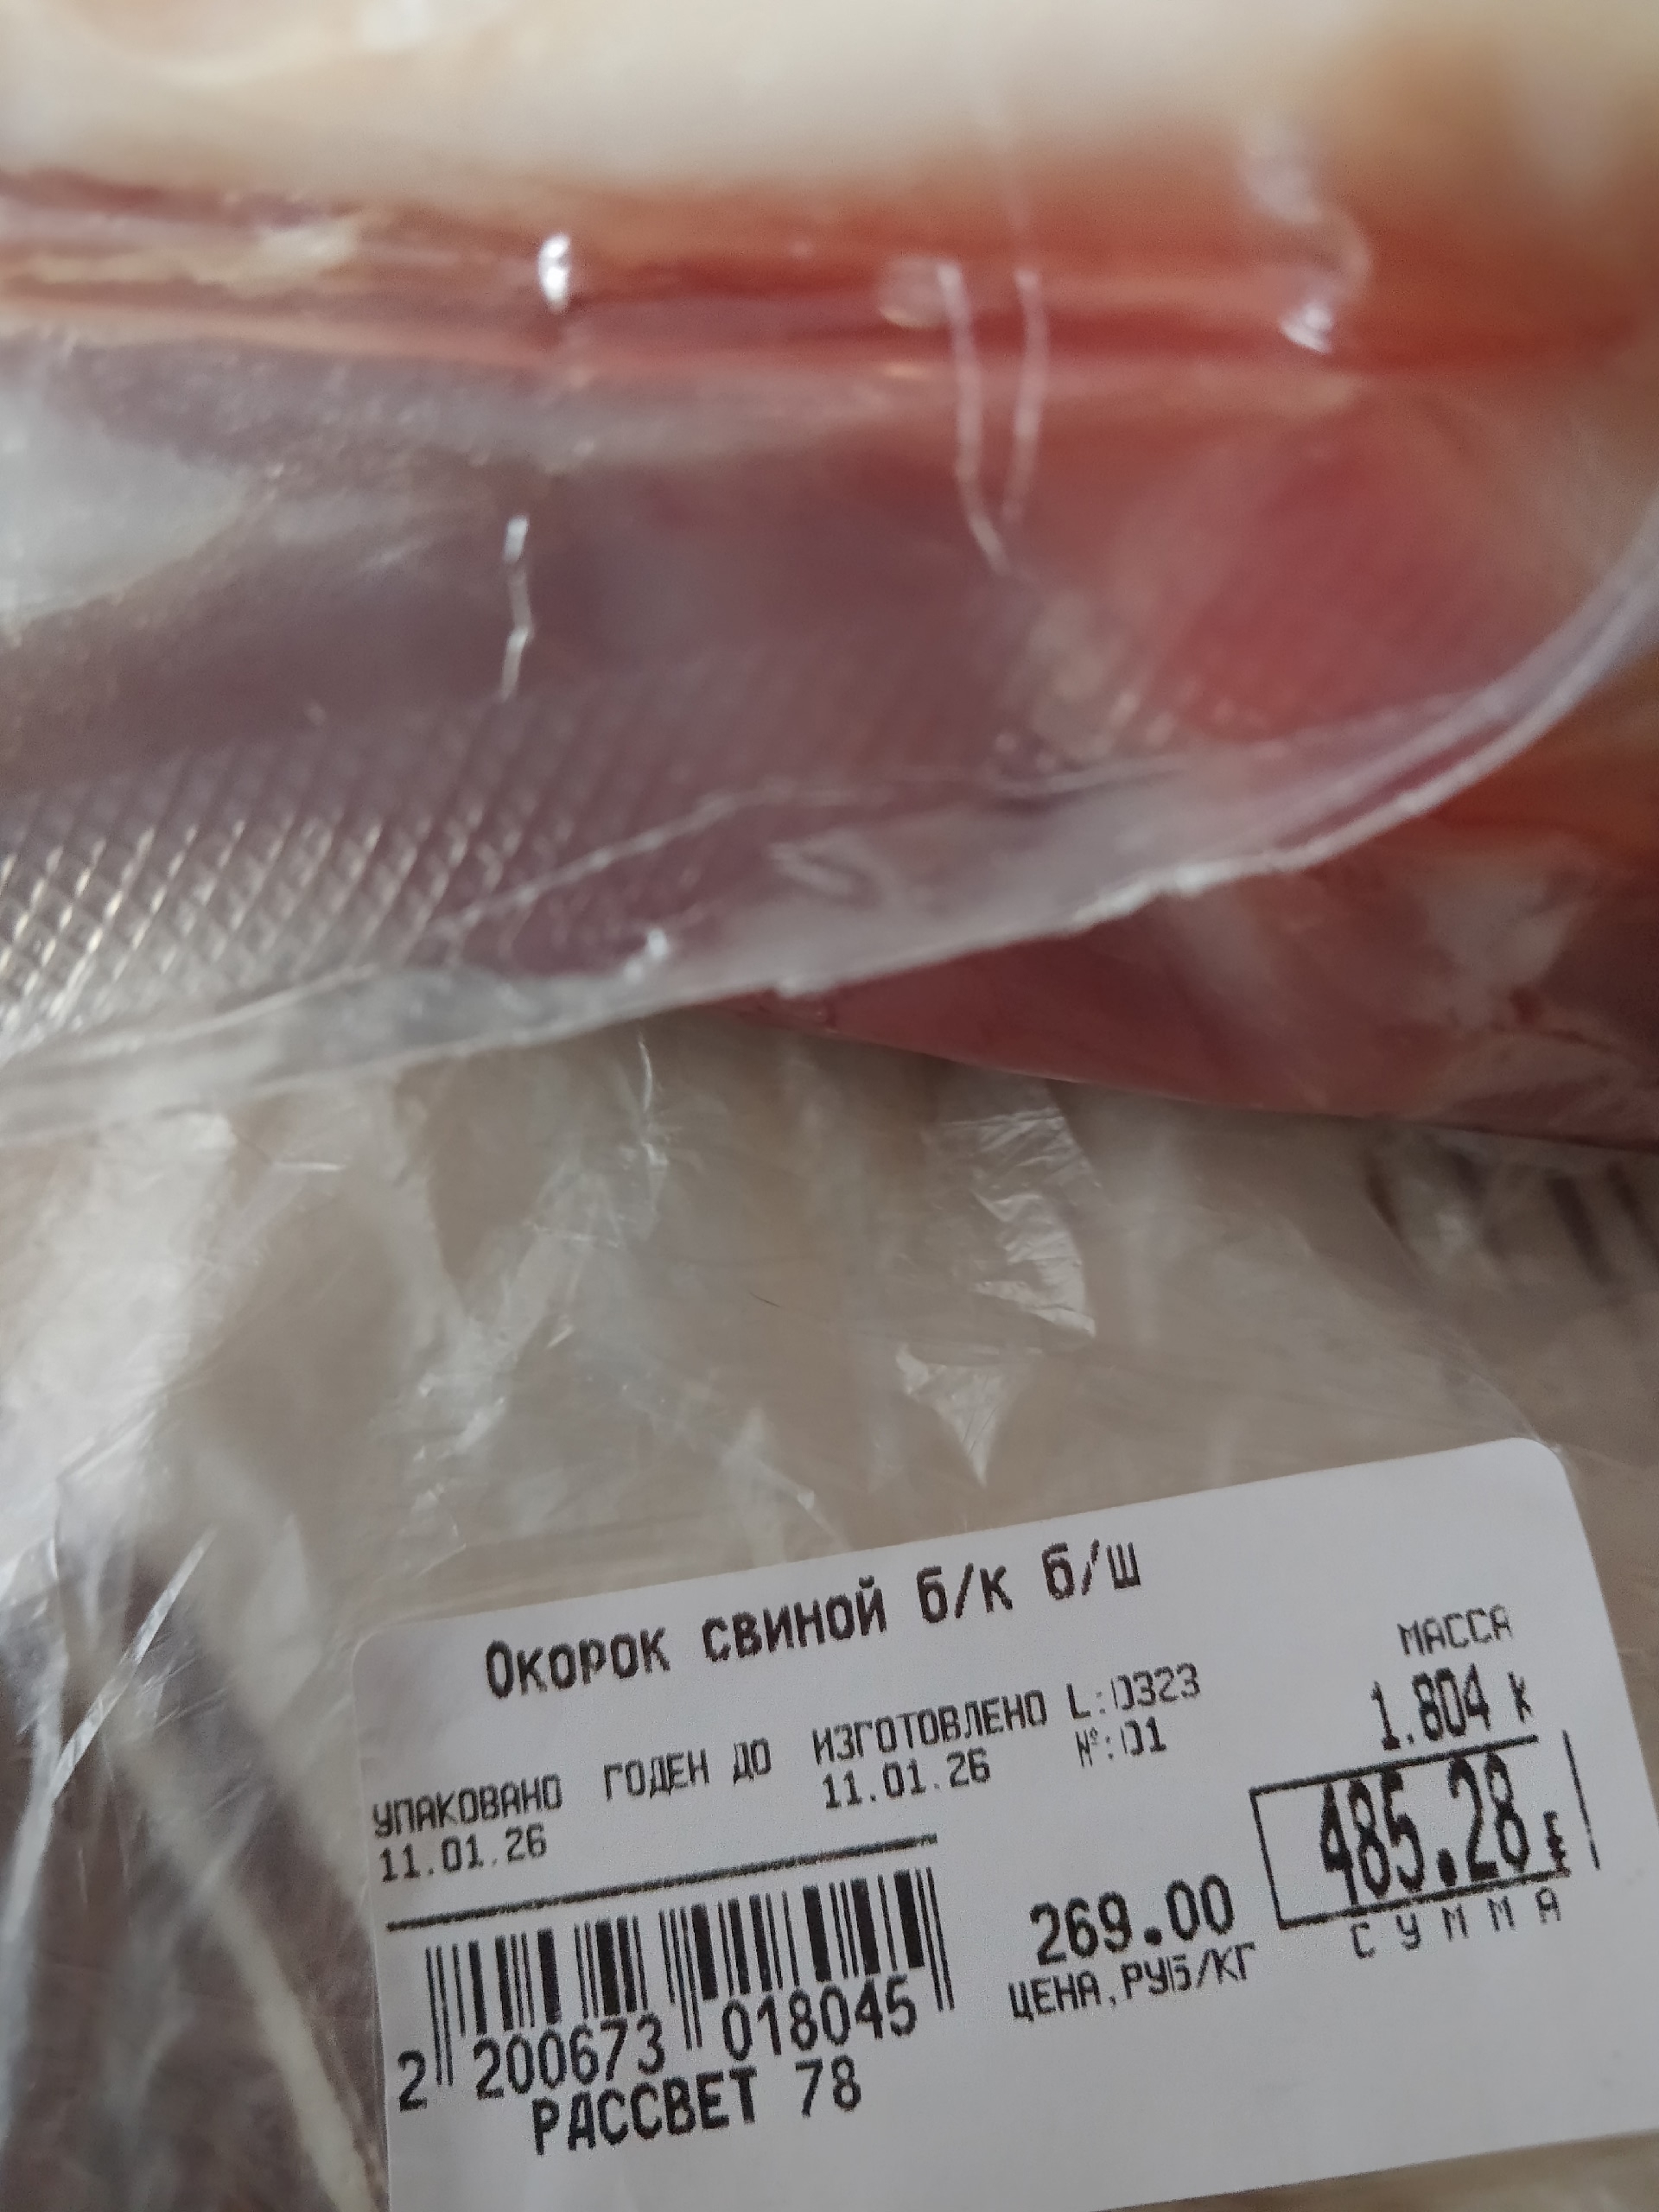 Окорок свиной б/к б/ш
УПАКОВАНО ГОДЕН ДО ИЗГОТОВЛЕНО L:0323
11.01.26 11.01.26 №:01
МАССА
1.804 к
485.28
СУММА
269.00
ЦЕНА,РУБ/КГ
2 200673 018045
РАССВЕТ 78